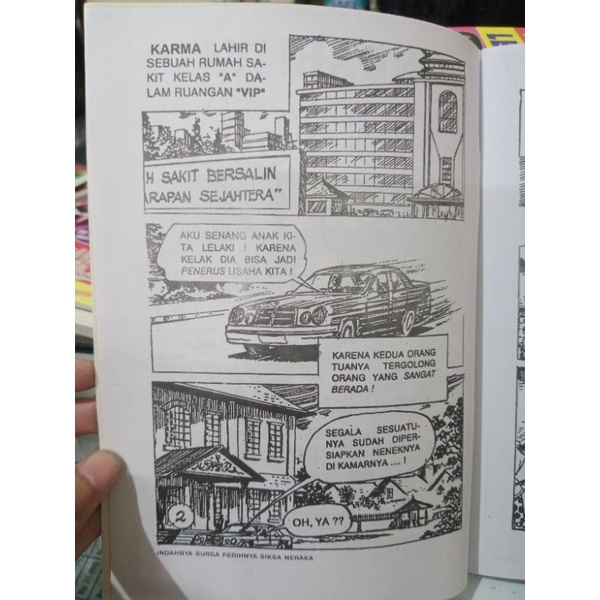 KARMA LAHIR DI
SEBUAH RUMAH SA-
KIT KELAS "A" DA-
LAM RUANGAN "VIP"
H SAKIT BERSALIN
ARAPAN SEJAHTERA"
AKU SENANG ANAK KI-
TA LELAKI ! KARENA
KELAK DIA BISA JADI
PENERUS USAHA KITA !
KARENA KEDUA ORANG
TUANYA TERGOLONG
ORANG YANG SANGAT
BERADA !
SEGALA SESUATU-
NYA SUDAH DIPER-
SIAPKAN NENEKNYA
DI KAMARNYA .... !
OH, YA ??
2
INDAHNYA SURGA PEDIHNYA SIKSA NERAKA